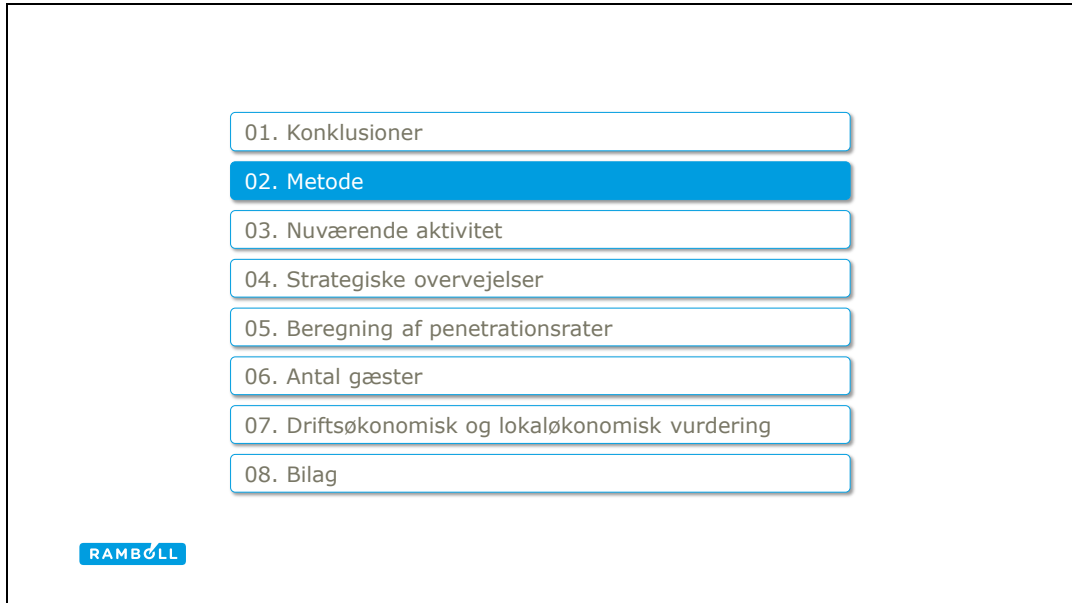 01. Konklusioner
02. Metode
03. Nuværende aktivitet
04. Strategiske overvejelser
05. Beregning af penetrationsrater
06. Antal gæster
07. Driftsøkonomisk og lokaløkonomisk vurdering
08. Bilag
RAMBØLL